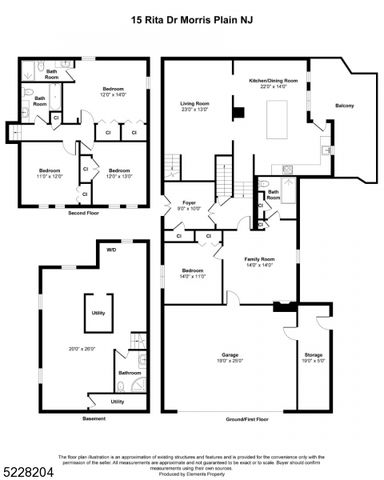 15 Rita Dr Morris Plain NJ
Bath
Room
Bedroom
12'0" x 14'0"
Bath
Room
Cl
Cl
Cl
Bedroom
11'0" x 12'0"
Cl
Bedroom
12'0" x 13'0"
Cl
Second Floor
Kitchen/Dining Room
22'0" x 14'0"
Living Room
23'0" x 13'0"
Balcony
Foyer
9'0" x 10'0"
Cl
Bath
Room
Cl
Cl
Cl
Cl
Bedroom
14'0" x 11'0"
Family Room
14'0" x 14'0"
Garage
19'0" x 25'0"
Storage
19'0" x 5'0"
Ground/First Floor
W/D
Utility
20'0" x 26'0"
Bathroom
Utility
Basement
The floor plan illustration is an approximation of existing structures and features and is provided for the convenience only with the
permission of the seller. All measurements are approximate and not guaranteed to be exact or to scale. Buyer should confirm
measurements using their own sources.
Produced by Elements Property
5228204